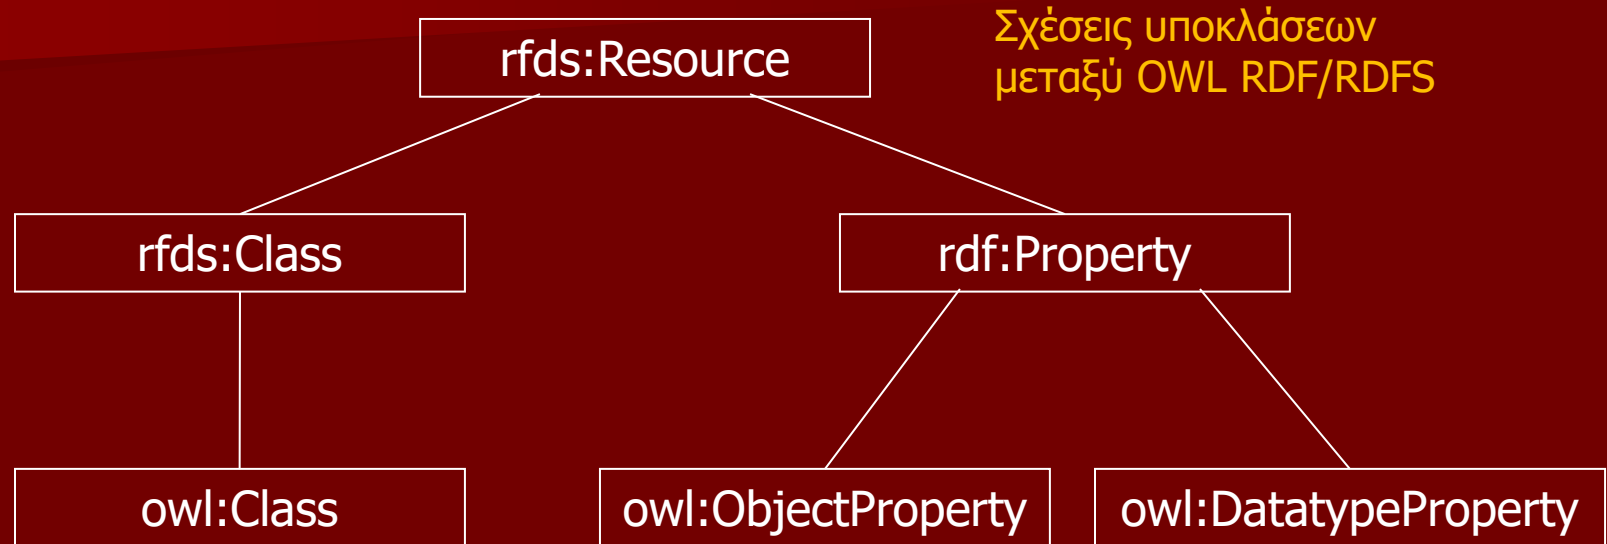 Σχέσεις υποκλάσεων
μεταξύ OWL RDF/RDFS
rfds:Resource
rfds:Class
rdf:Property
owl:Class
owl:ObjectProperty
owl:DatatypeProperty